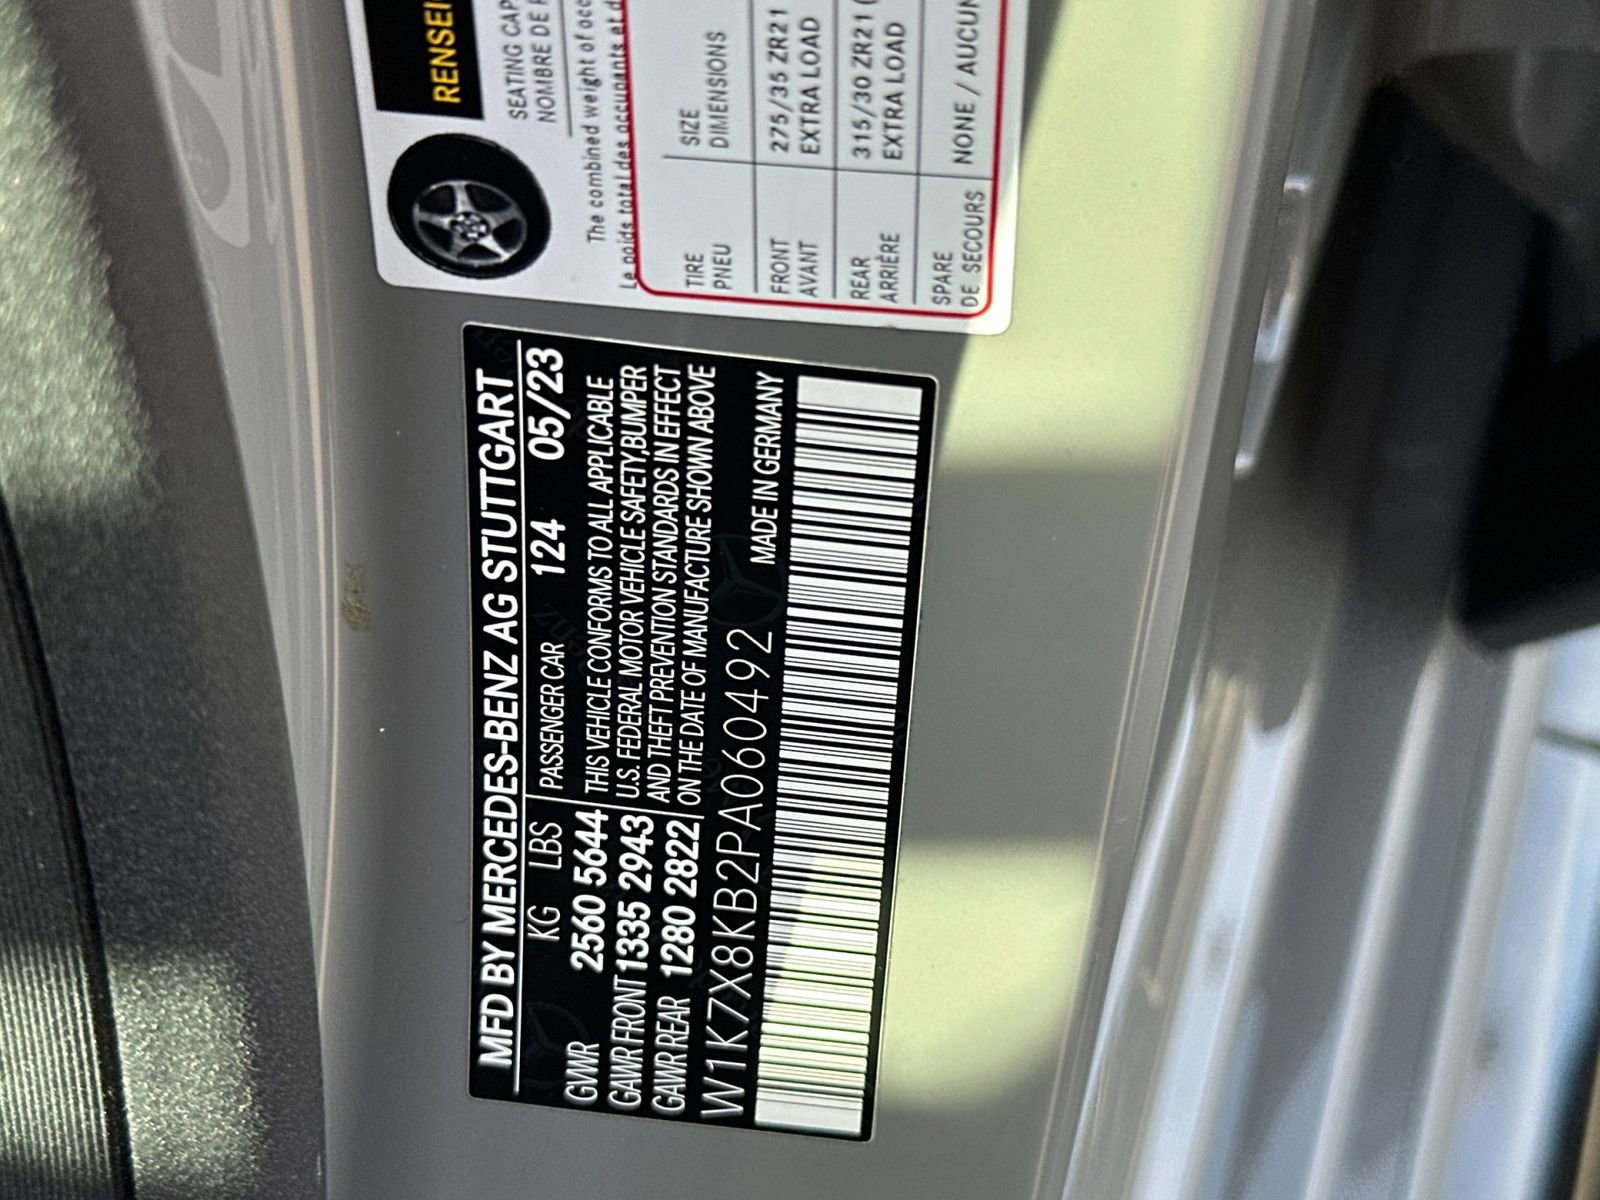 MFD BY MERCEDES-BENZ AG STUTTGART
KG LBS PASSENGER CAR 124 05/23
GVWR 2560 5644
GAWR FRONT 1335 2943
GAWR REAR 1280 2822
THIS VEHICLE CONFORMS TO ALL APPLICABLE
U.S. FEDERAL MOTOR VEHICLE SAFETY,BUMPER
AND THEFT PREVENTION STANDARDS IN EFFECT
ON THE DATE OF MANUFACTURE SHOWN ABOVE
W1K7X8KB2PA060492 MADE IN GERMANY
SEATING
NOMBRE DE
The combined weight of
Le poids total des occupants et
TIRE SIZE
PNEU DIMENSIONS
FRONT 275/35 ZR21
AVANT EXTRA LOAD
REAR 315/30 ZR21 (
ARRIÈRE EXTRA LOAD
SPARE
DE SECOURS NONE /